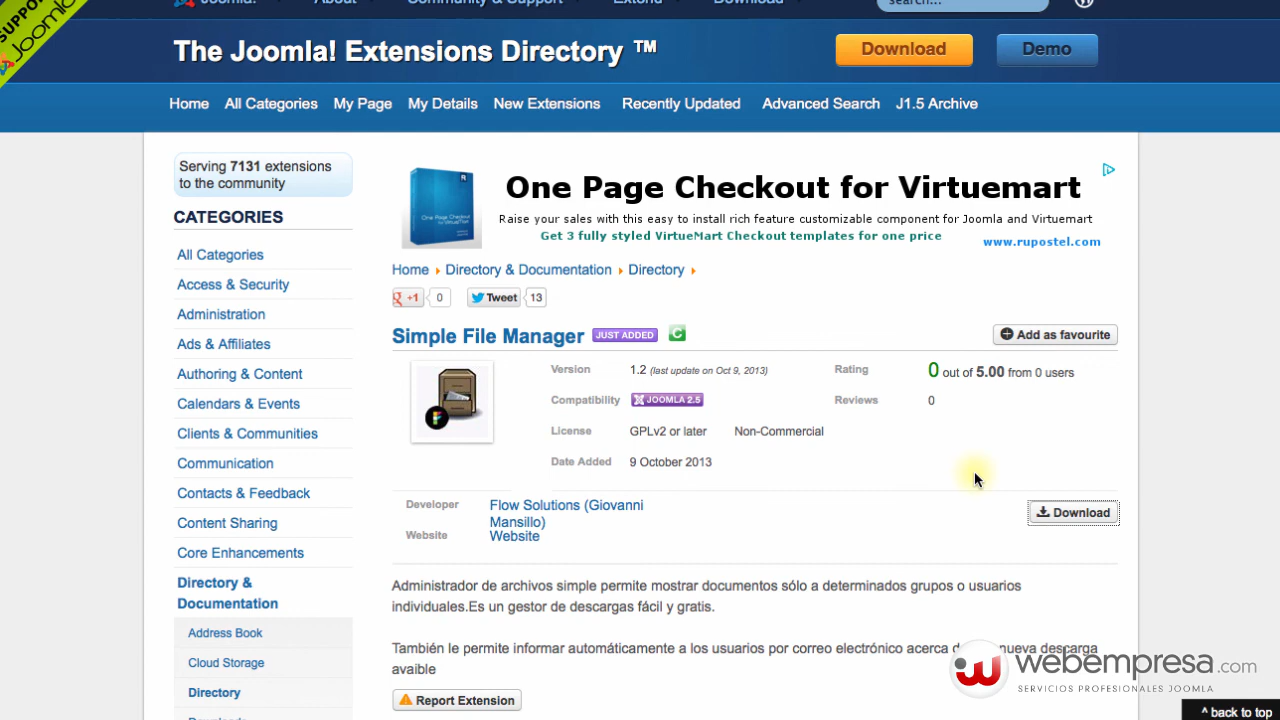 SUPPORT
Joomla!
Joomla!
About
Community & Support
Extend
Download
search...
The Joomla! Extensions Directory ™
Download
Demo
Home
All Categories
My Page
My Details
New Extensions
Recently Updated
Advanced Search
J1.5 Archive
Serving 7131 extensions
to the community
CATEGORIES
All Categories
Access & Security
Administration
Ads & Affiliates
Authoring & Content
Calendars & Events
Clients & Communities
Communication
Contacts & Feedback
Content Sharing
Core Enhancements
Directory &
Documentation
Address Book
Cloud Storage
Directory
One Page Checkout for Virtuemart
Raise your sales with this easy to install rich feature customizable component for Joomla and Virtuemart
Get 3 fully styled VirtueMart Checkout templates for one price
www.rupostel.com
Home Directory & Documentation Directory
g +1 0 Tweet 13
Simple File Manager JUST ADDED C
Add as favourite
Version 1.2 (last update on Oct 9, 2013)
Rating 0 out of 5.00 from 0 users
Compatibility JOOMLA 2.5
Reviews 0
License GPLv2 or later Non-Commercial
Date Added 9 October 2013
Developer Flow Solutions (Giovanni
Mansillo)
Website Website
Download
Administrador de archivos simple permite mostrar documentos sólo a determinados grupos o usuarios
individuales.Es un gestor de descargas fácil y gratis.
También le permite informar automáticamente a los usuarios por correo electrónico acerca nueva descarga
avaible
Report Extension
webempresa.com
SERVICIOS PROFESIONALES JOOMLA
^ back to top